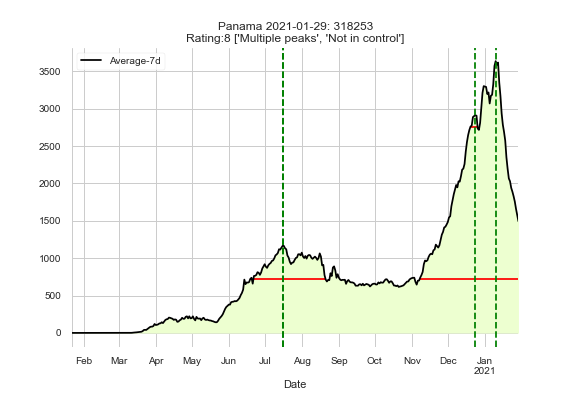 Panama 2021-01-29: 318253
Rating:8 ['Multiple peaks', 'Not in control']
Average-7d
3500
3000
2500
2000
1500
1000
500
0
Feb Mar Apr May Jun Jul Aug Sep Oct Nov Dec Jan
2021
Date